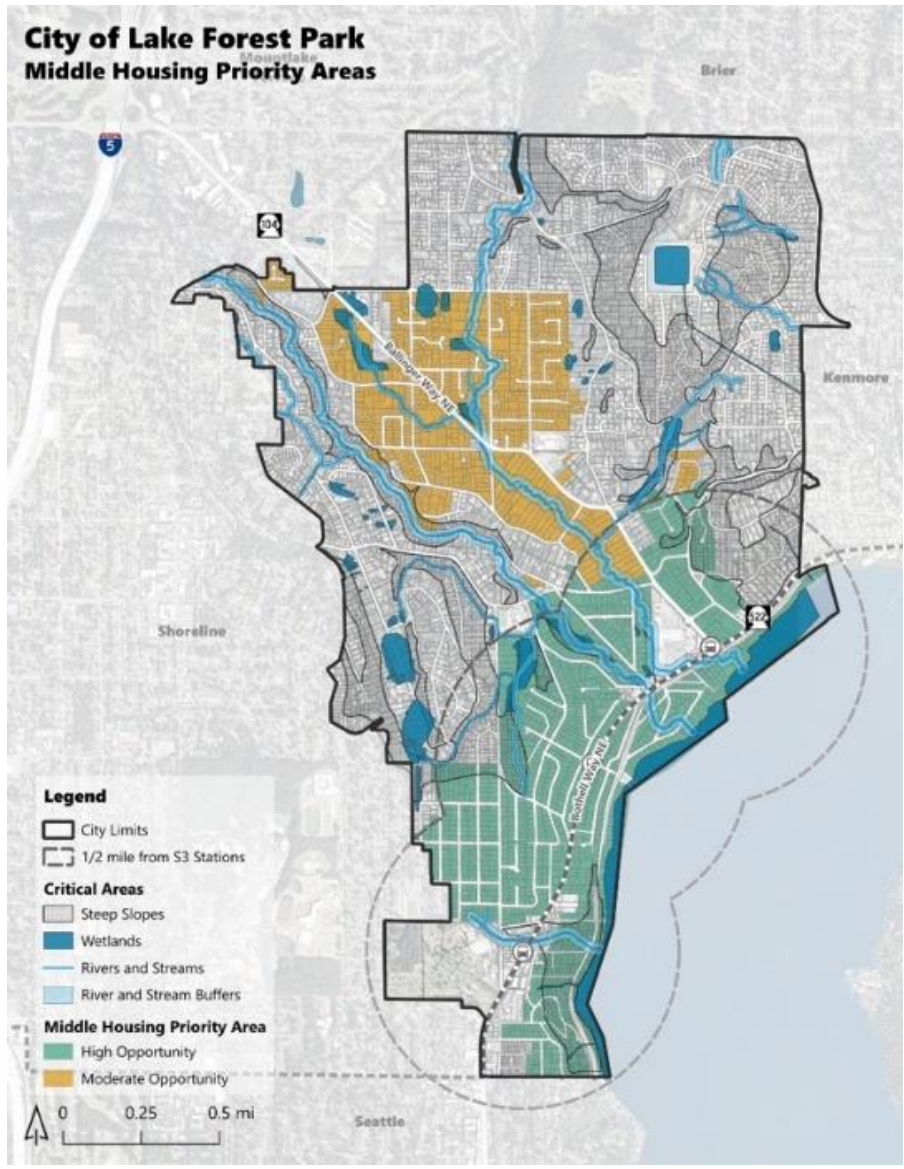 City of Lake Forest Park
Mountlake
Middle Housing Priority Areas
Brier
5
104
Ballinger Way NE
Kenmore
Shoreline
522
Bothell Way NE
Legend
City Limits
1/2 mile from S3 Stations
Critical Areas
Steep Slopes
Wetlands
Rivers and Streams
River and Stream Buffers
Middle Housing Priority Area
High Opportunity
Moderate Opportunity
0 0.25 0.5 mi
Seattle